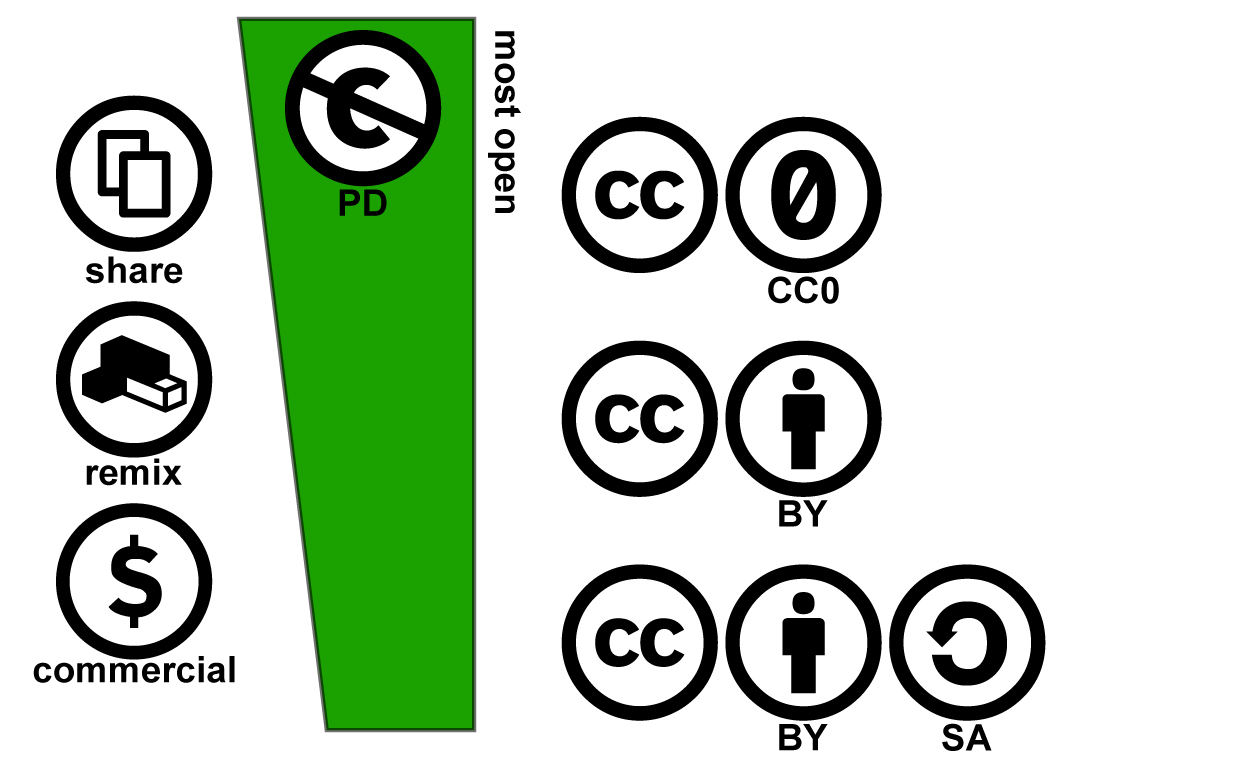 share
remix
$
commercial
C
PD
most open
cc 0
CC0
cc
BY
cc
BY SA